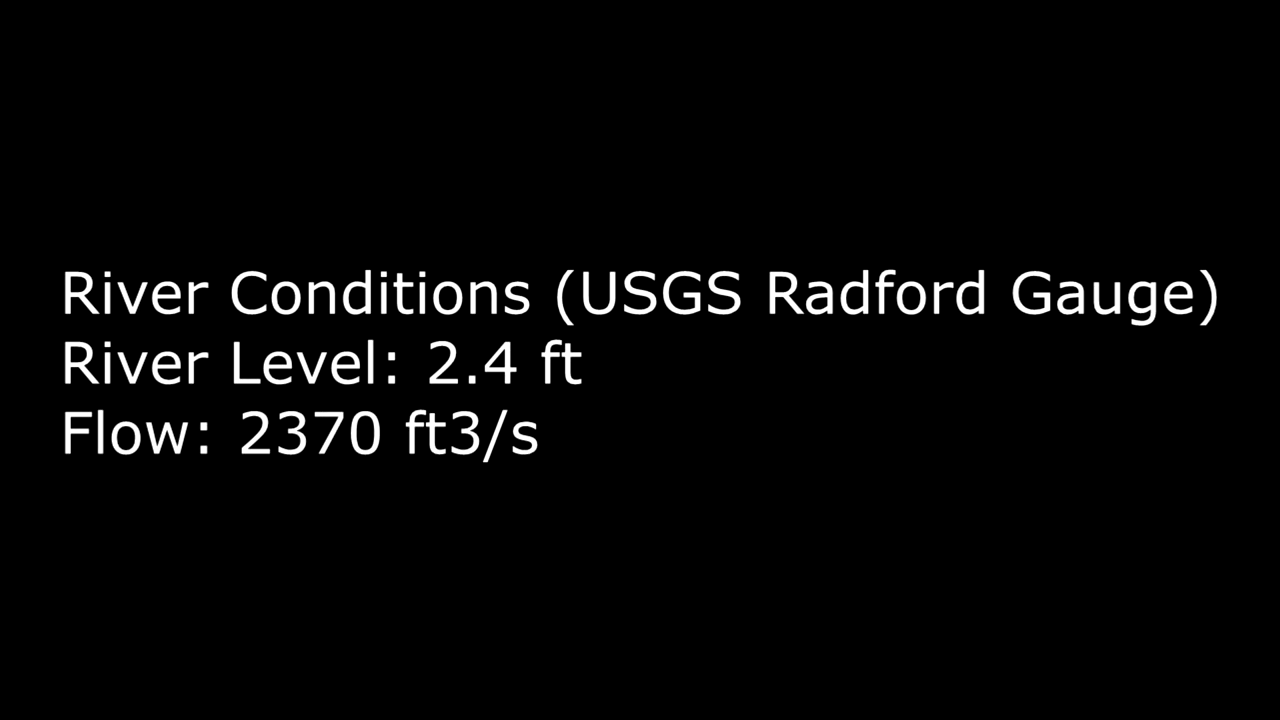 River Conditions (USGS Radford Gauge)
River Level: 2.4 ft
Flow: 2370 ft3/s